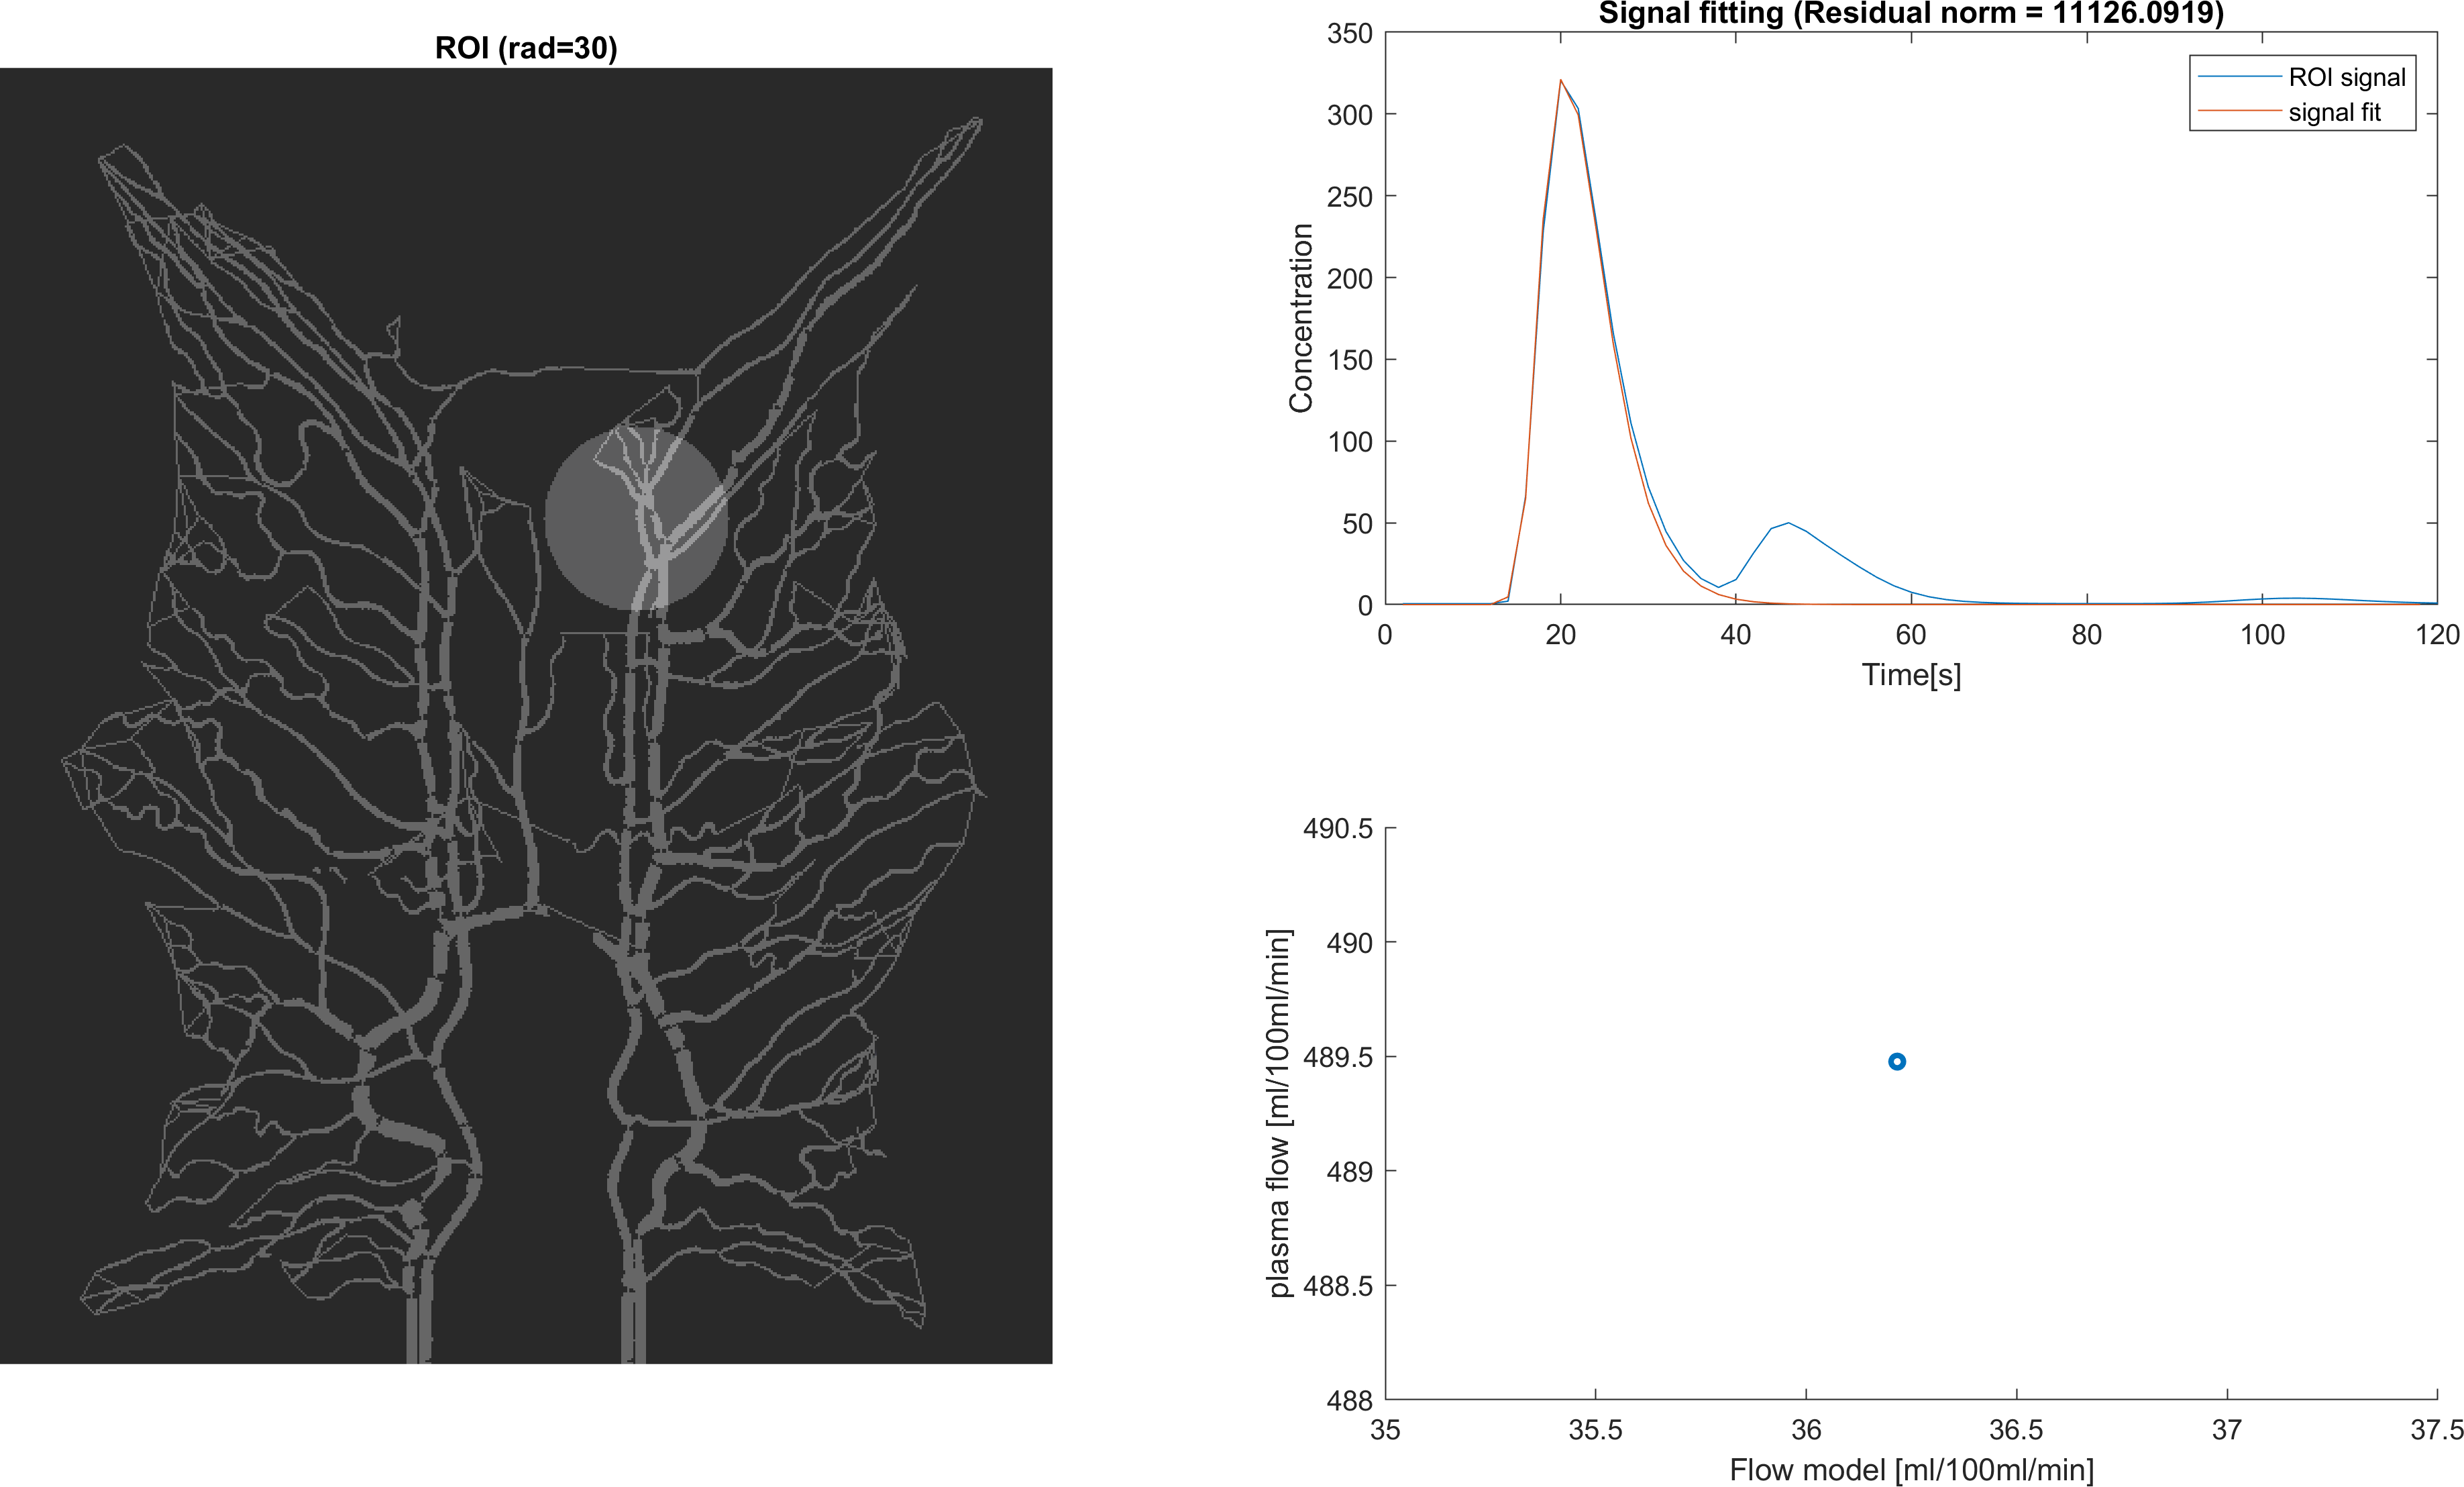 ROI (rad=30)
Signal fitting (Residual norm = 11126.0919)
350
300
250
200
150
100
50
0
Concentration
ROI signal
signal fit
0 20 40 60 80 100 120
Time[s]
490.5
490
489.5
489
488.5
488
plasma flow [ml/100ml/min]
35 35.5 36 36.5 37 37.5
Flow model [ml/100ml/min]